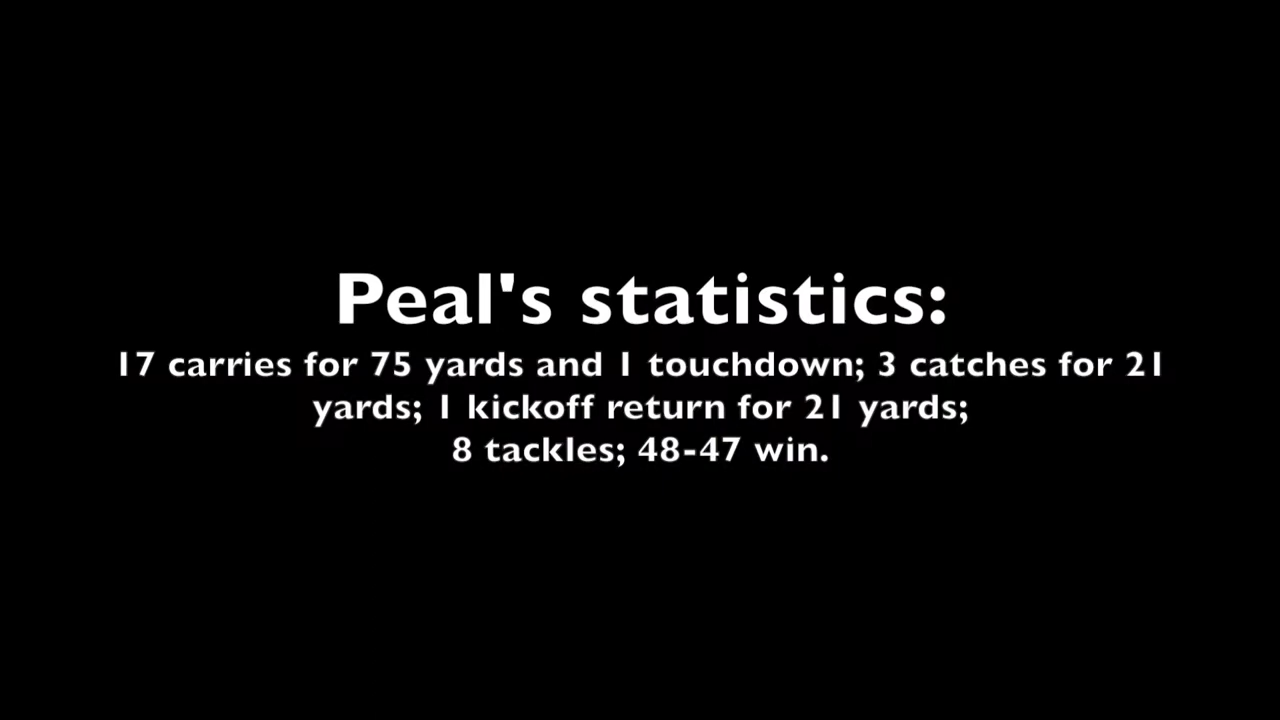 Peal's statistics:
17 carries for 75 yards and 1 touchdown; 3 catches for 21
yards; 1 kickoff return for 21 yards;
8 tackles; 48-47 win.